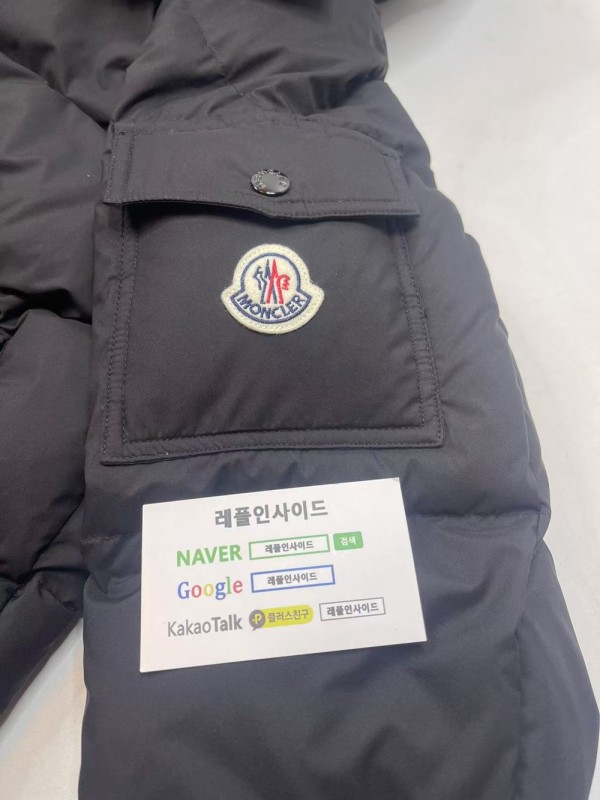 MONCLER
레플인사이드
NAVER 레플인사이드 검색
Google 레플인사이드
KakaoTalk P 플러스친구 레플인사이드